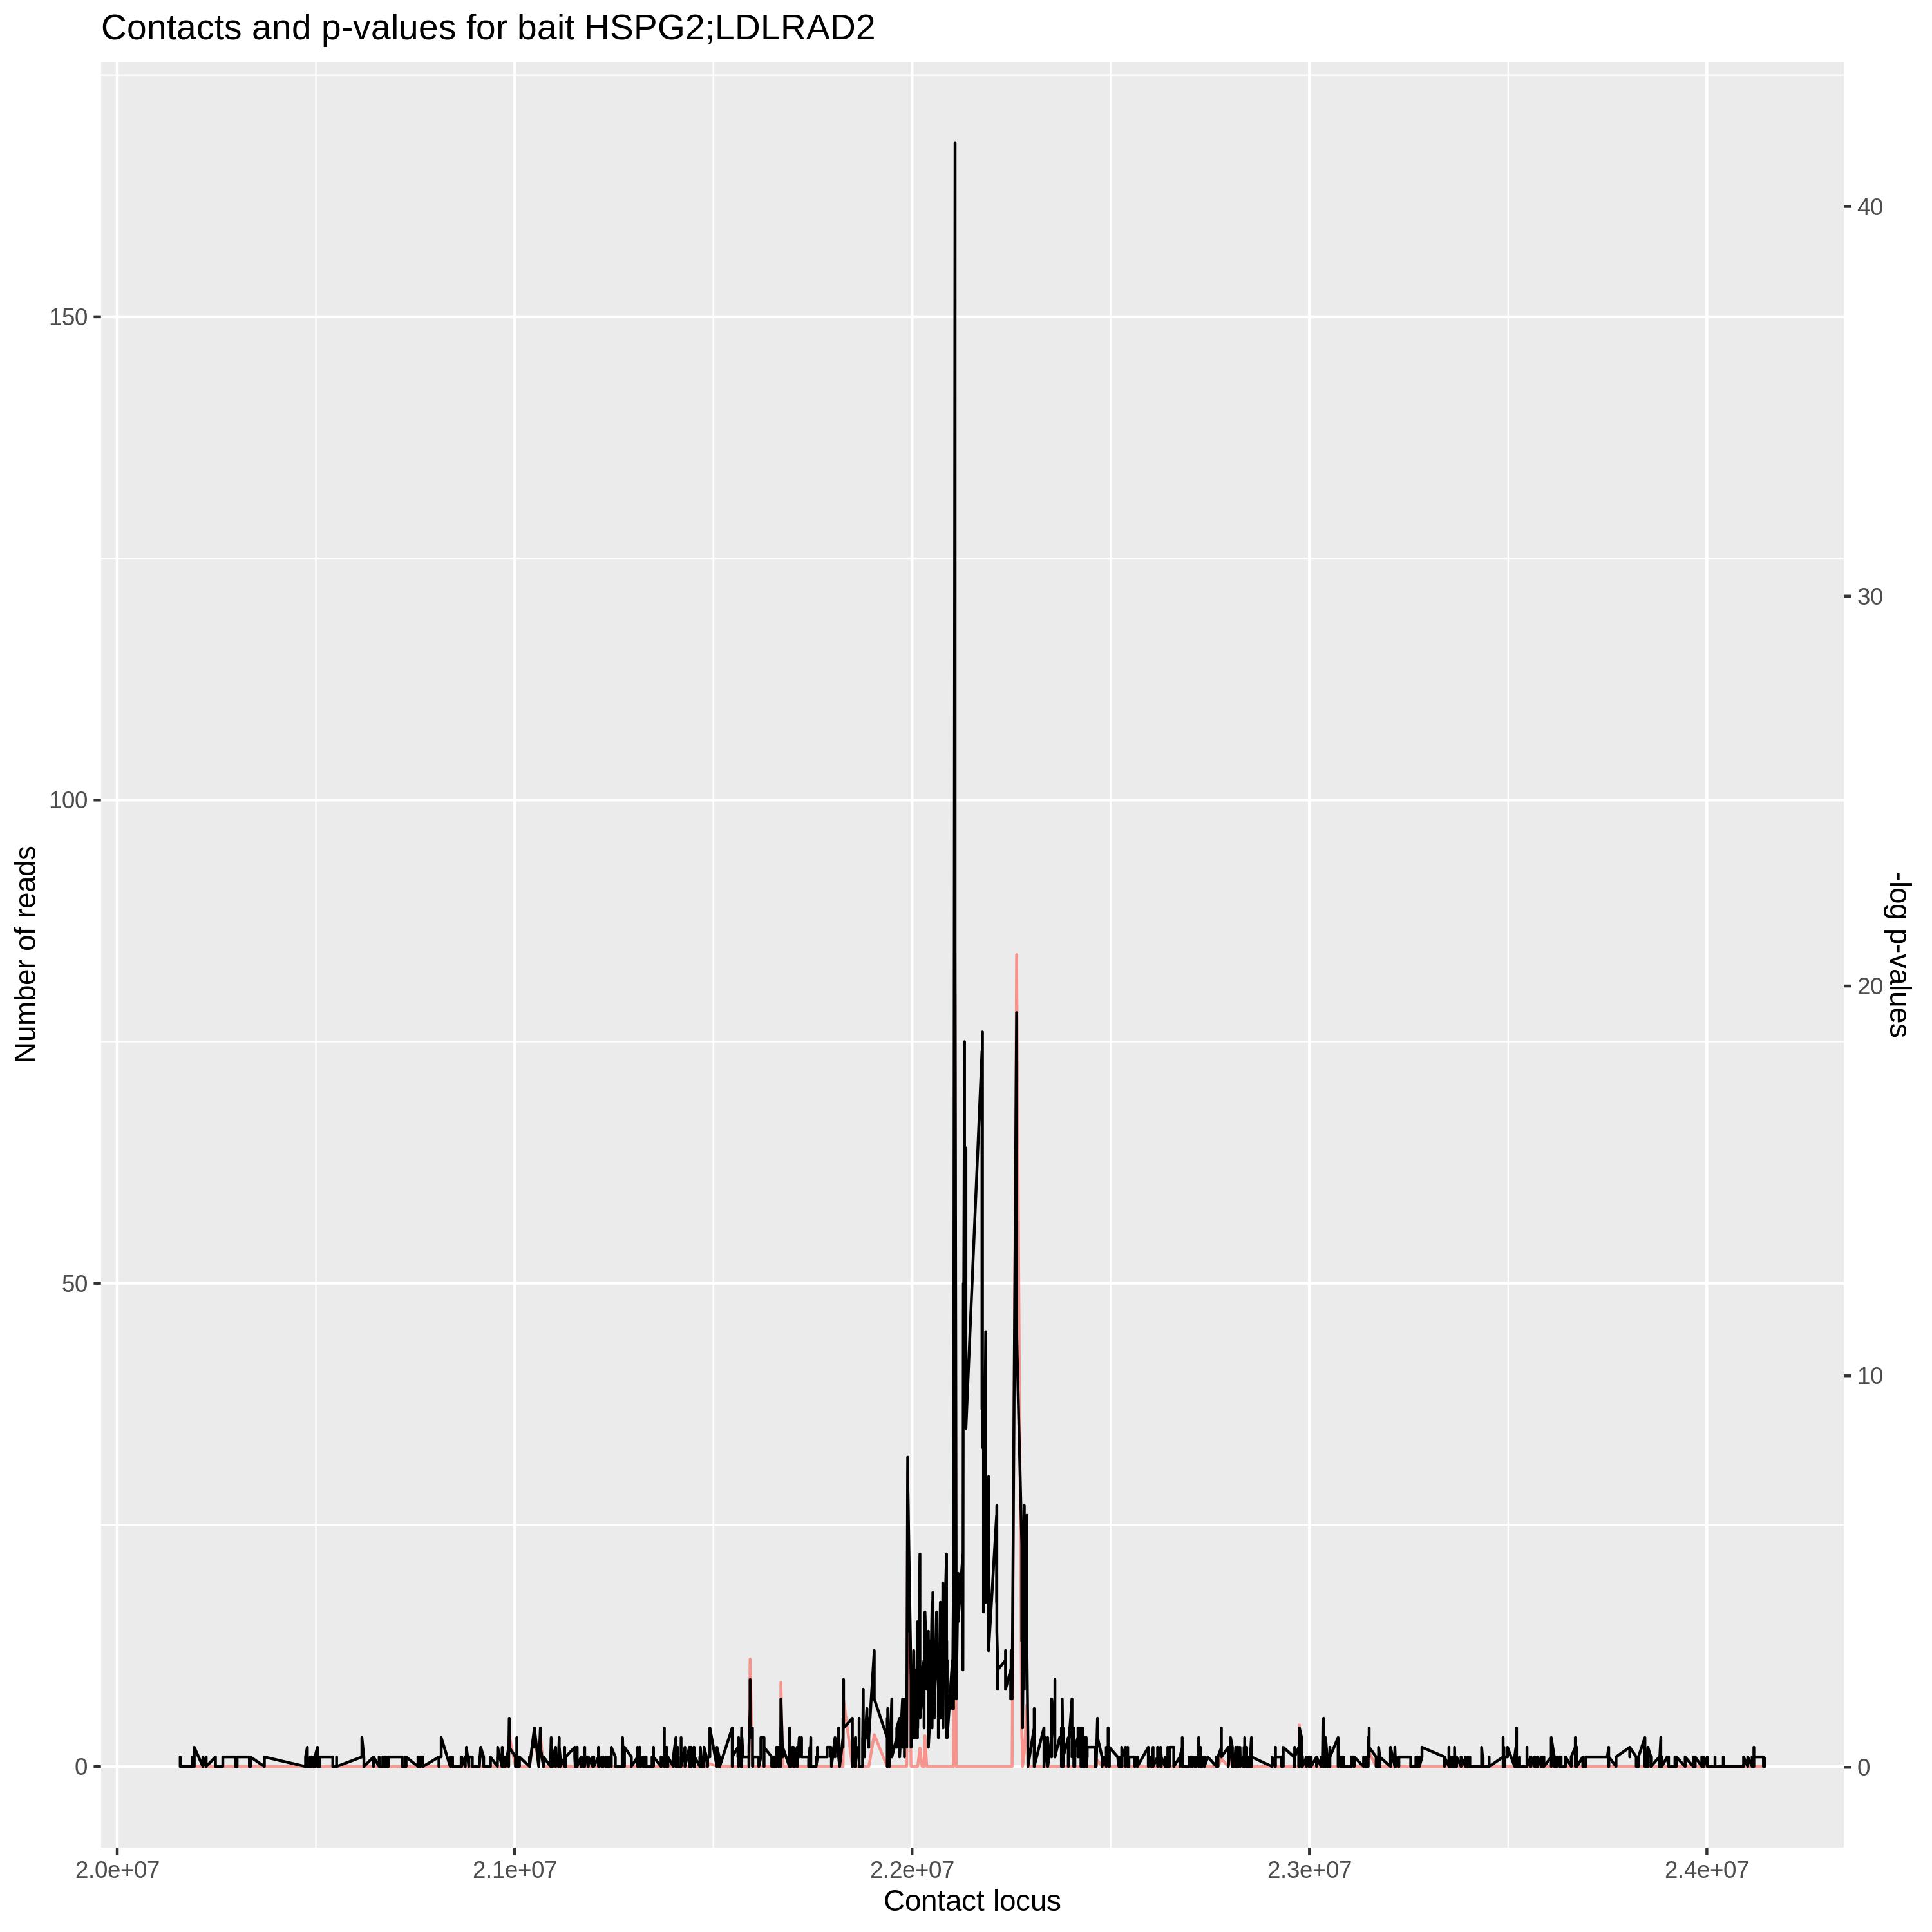 Contacts and p-values for bait HSPG2;LDLRAD2
150
100
50
0
Number of reads
40
30
20
10
0
-log p-values
2.0e+07
2.1e+07
2.2e+07
2.3e+07
2.4e+07
Contact locus